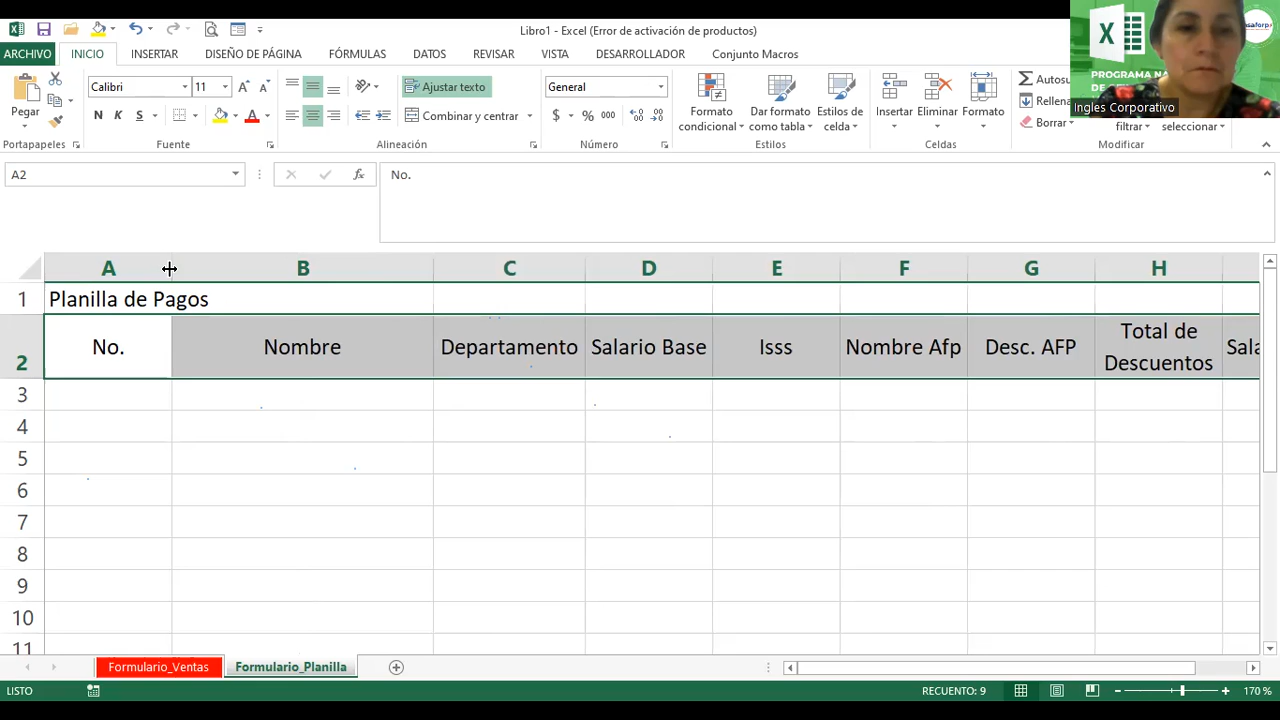 Libro1 - Excel (Error de activación de productos)
ARCHIVO INICIO INSERTAR DISEÑO DE PÁGINA FÓRMULAS DATOS REVISAR VISTA DESARROLLADOR Conjunto Macros
Pegar
Portapapeles
Calibri 11
N K S
Fuente
Ajustar texto
Combinar y centrar
Alineación
General
$ % 000
Número
Formato
condicional
Dar formato
como tabla
Estilos de
celda
Estilos
Insertar
Eliminar
Formato
Celdas
Borrar
filtrar
seleccionar
Modificar
Ingles Corporativo
A2
fx
No.
A B C D E F G H
1 Planilla de Pagos
2 No. Nombre Departamento Salario Base Isss Nombre Afp Desc. AFP Total de
Descuentos
3
4
5
6
7
8
9
10
11
Formulario_Ventas Formulario_Planilla
LISTO
RECUENTO: 9
170 %